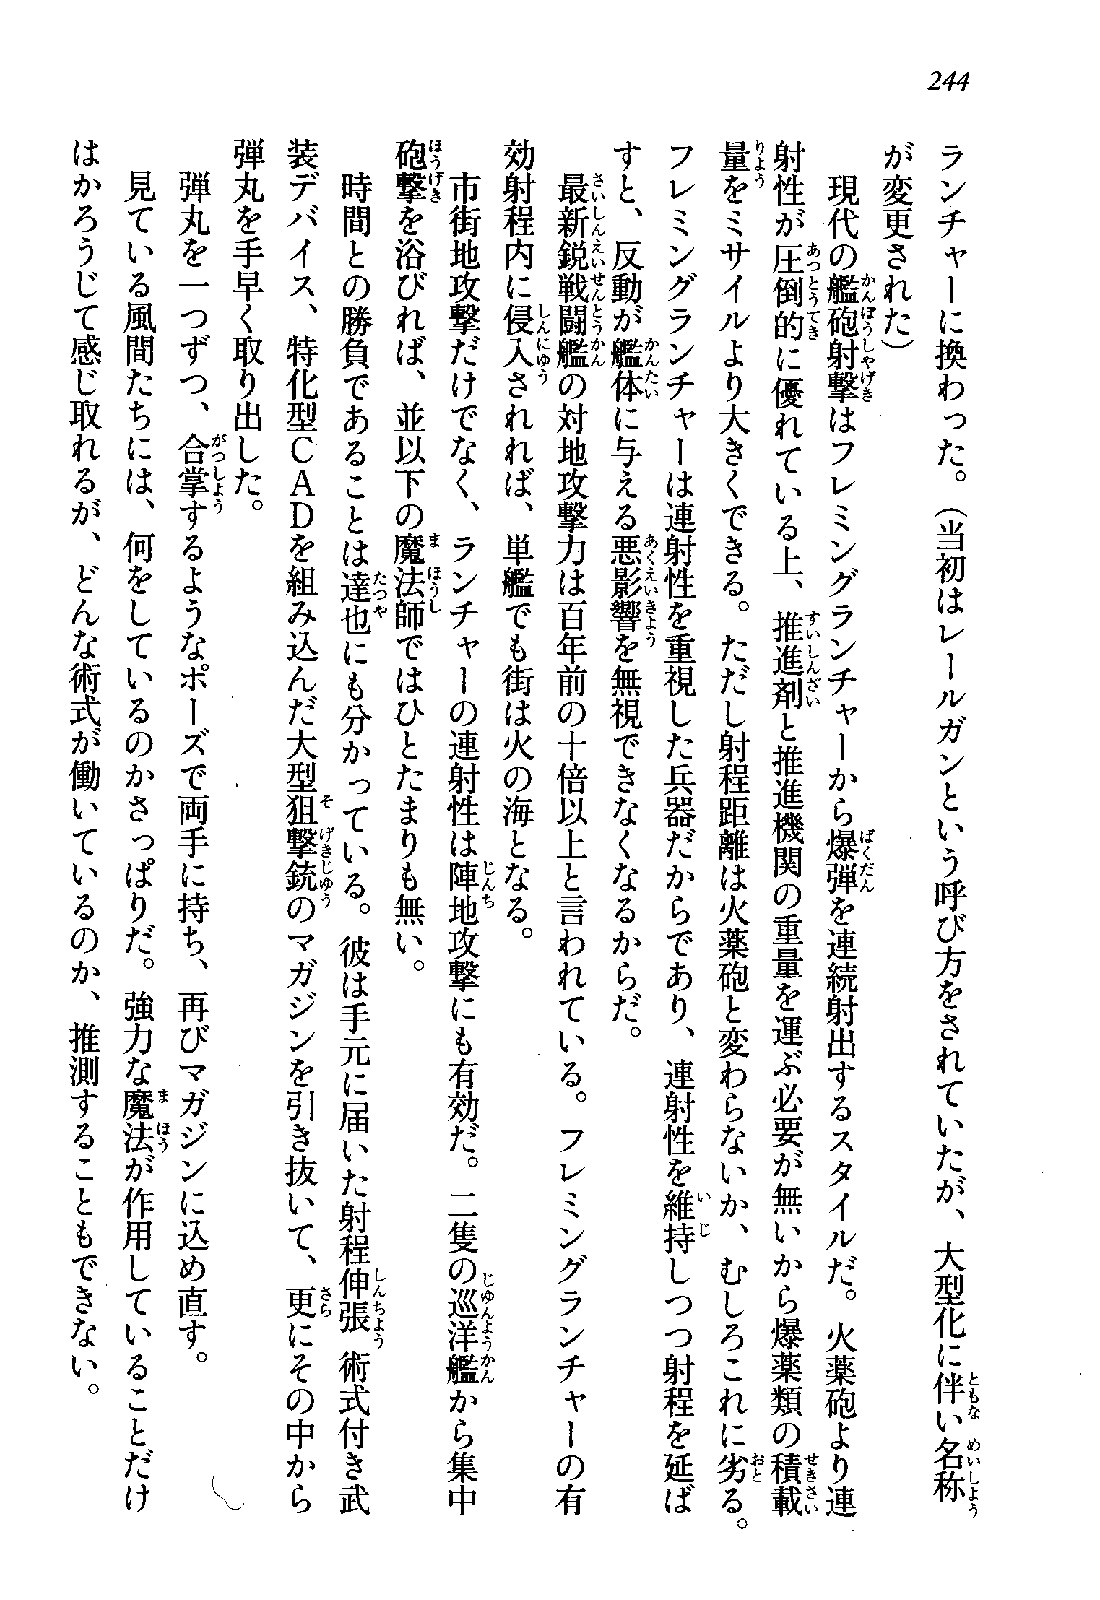 244
ランチャーに換わった。（当初はレールガンという呼び方をされていたが、大型化に伴い名称
が変更された）
　現代の艦砲射撃はフレミングランチャーから爆弾を連続射出するスタイルだ。火薬砲より連
射性が圧倒的に優れている上、推進剤と推進機関の重量を運ぶ必要が無いから爆薬類の積載
量をミサイルより大きくできる。ただし射程距離は火薬砲と変わらないか、むしろこれに劣る。
フレミングランチャーは連射性を重視した兵器だからであり、連射性を維持しつつ射程を延ば
すと、反動が艦体に与える悪影響を無視できなくなるからだ。
　最新鋭戦闘艦の対地攻撃力は百年前の十倍以上と言われている。フレミングランチャーの有
効射程内に侵入されれば、単艦でも街は火の海となる。
　市街地攻撃だけでなく、ランチャーの連射性は陣地攻撃にも有効だ。二隻の巡洋艦から集中
砲撃を浴びれば、並以下の魔法師ではひとたまりも無い。
　時間との勝負であることは達也にも分かっている。彼は手元に届いた射程伸張術式付き武
装デバイス、特化型ＣＡＤを組み込んだ大型狙撃銃のマガジンを引き抜いて、更にその中から
弾丸を手早く取り出した。
　弾丸を一つずつ、合掌するようなポーズで両手に持ち、再びマガジンに込め直す。
　見ている風間たちには、何をしているのかさっぱりだ。強力な魔法が作用していることだけ
はかろうじて感じ取れるが、どんな術式が働いているのか、推測することもできない。